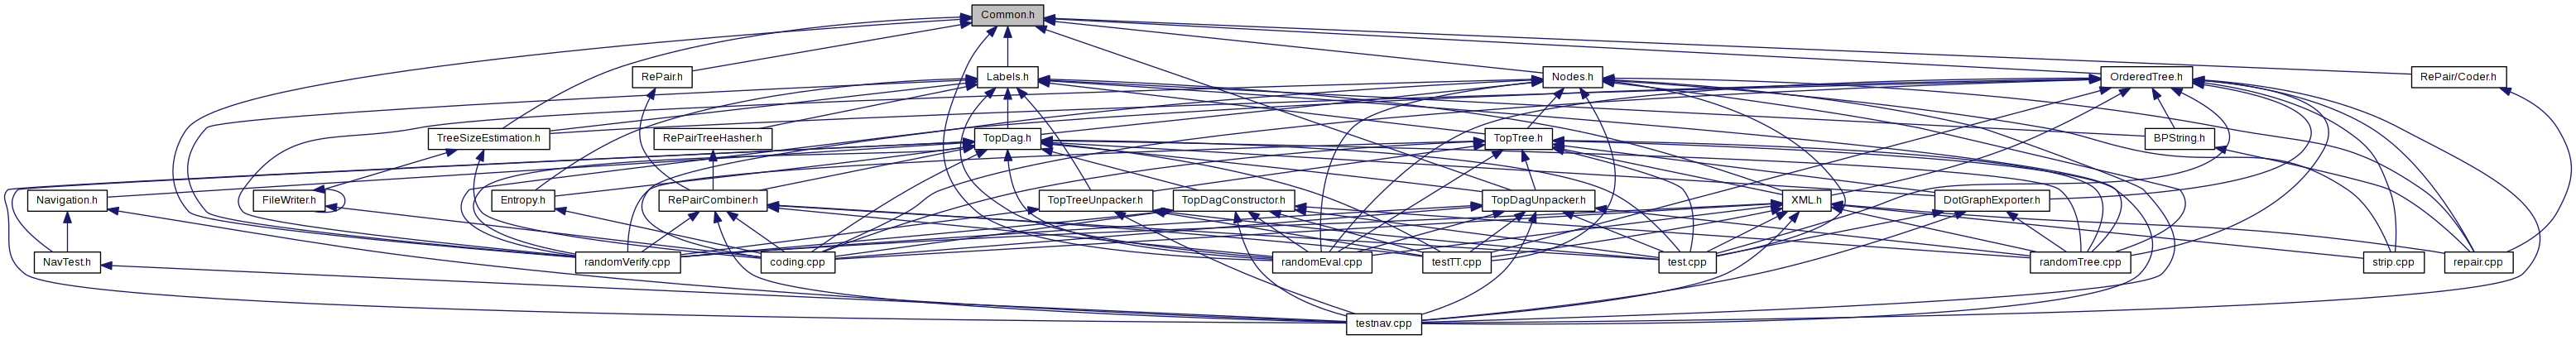 Common.h
RePair.h
Labels.h
Nodes.h
OrderedTree.h
RePair/Coder.h
TreeSizeEstimation.h
RePairTreeHasher.h
TopDag.h
TopTree.h
BPString.h
Navigation.h
FileWriter.h
Entropy.h
RePairCombiner.h
TopTreeUnpacker.h
TopDagConstructor.h
TopDagUnpacker.h
XML.h
DotGraphExporter.h
NavTest.h
randomVerify.cpp
coding.cpp
randomEval.cpp
testTT.cpp
test.cpp
randomTree.cpp
strip.cpp
repair.cpp
testnav.cpp